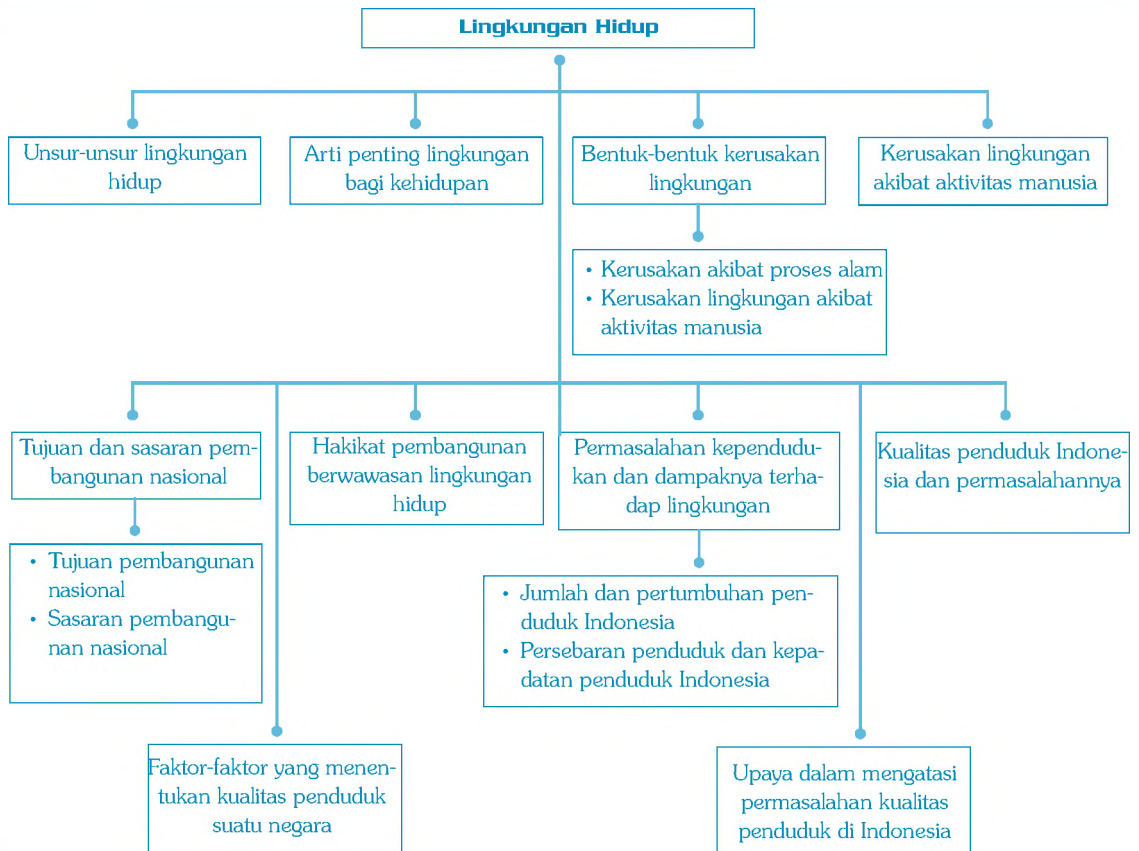 Lingkungan Hidup
Unsur-unsur lingkungan
hidup
Arti penting lingkungan
bagi kehidupan
Bentuk-bentuk kerusakan
lingkungan
Kerusakan lingkungan
akibat aktivitas manusia
• Kerusakan akibat proses alam
• Kerusakan lingkungan akibat
aktivitas manusia
Tujuan dan sasaran pem-
bangunan nasional
Hakikat pembangunan
berwawasan lingkungan
hidup
Permasalahan kependudu-
kan dan dampaknya terha-
dap lingkungan
Kualitas penduduk Indone-
sia dan permasalahannya
• Tujuan pembangunan
nasional
• Sasaran pembangu-
nan nasional
• Jumlah dan pertumbuhan pen-
duduk Indonesia
• Persebaran penduduk dan kepa-
datan penduduk Indonesia
Faktor-faktor yang menen-
tukan kualitas penduduk
suatu negara
Upaya dalam mengatasi
permasalahan kualitas
penduduk di Indonesia